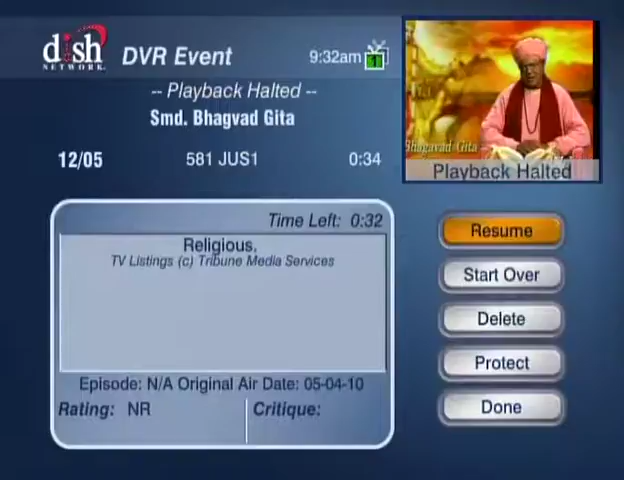 dish
NETWORK
DVR Event
9:32am
1
-- Playback Halted --
Smd. Bhagvad Gita
12/05 581 JUS1 0:34
Bhagavad Gita
Playback Halted
Time Left: 0:32
Religious.
TV Listings (c) Tribune Media Services
Episode: N/A Original Air Date: 05-04-10
Rating: NR Critique:
Resume
Start Over
Delete
Protect
Done